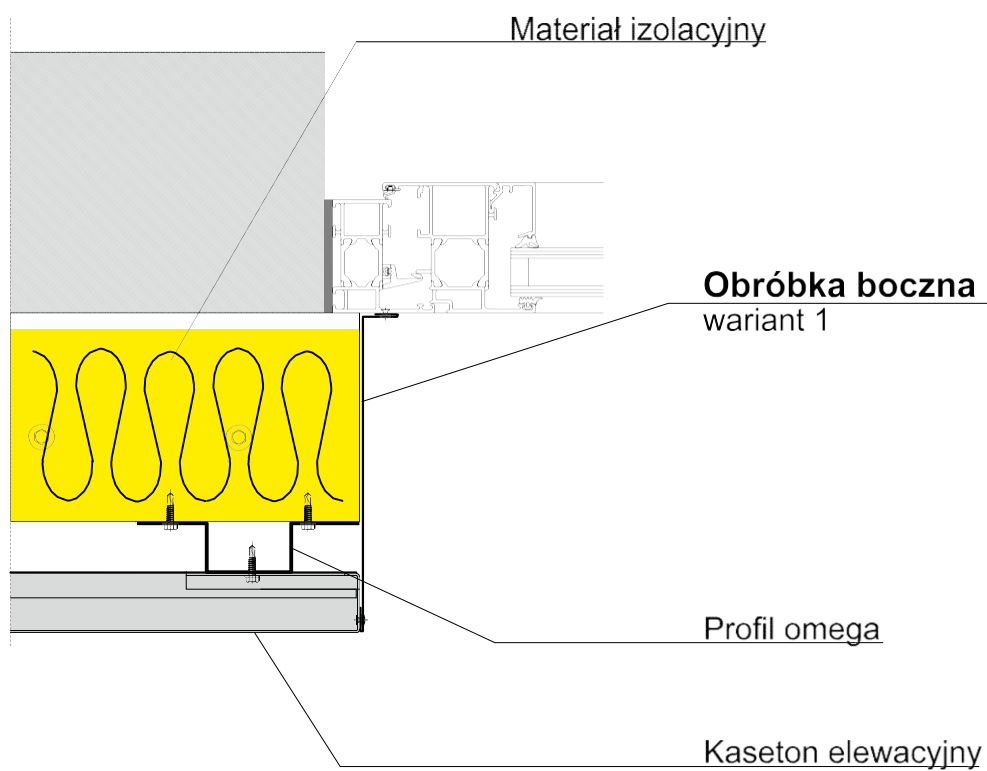 Materiał izolacyjny
Obróbka boczna
wariant 1
Profil omega
Kaseton elewacyjny